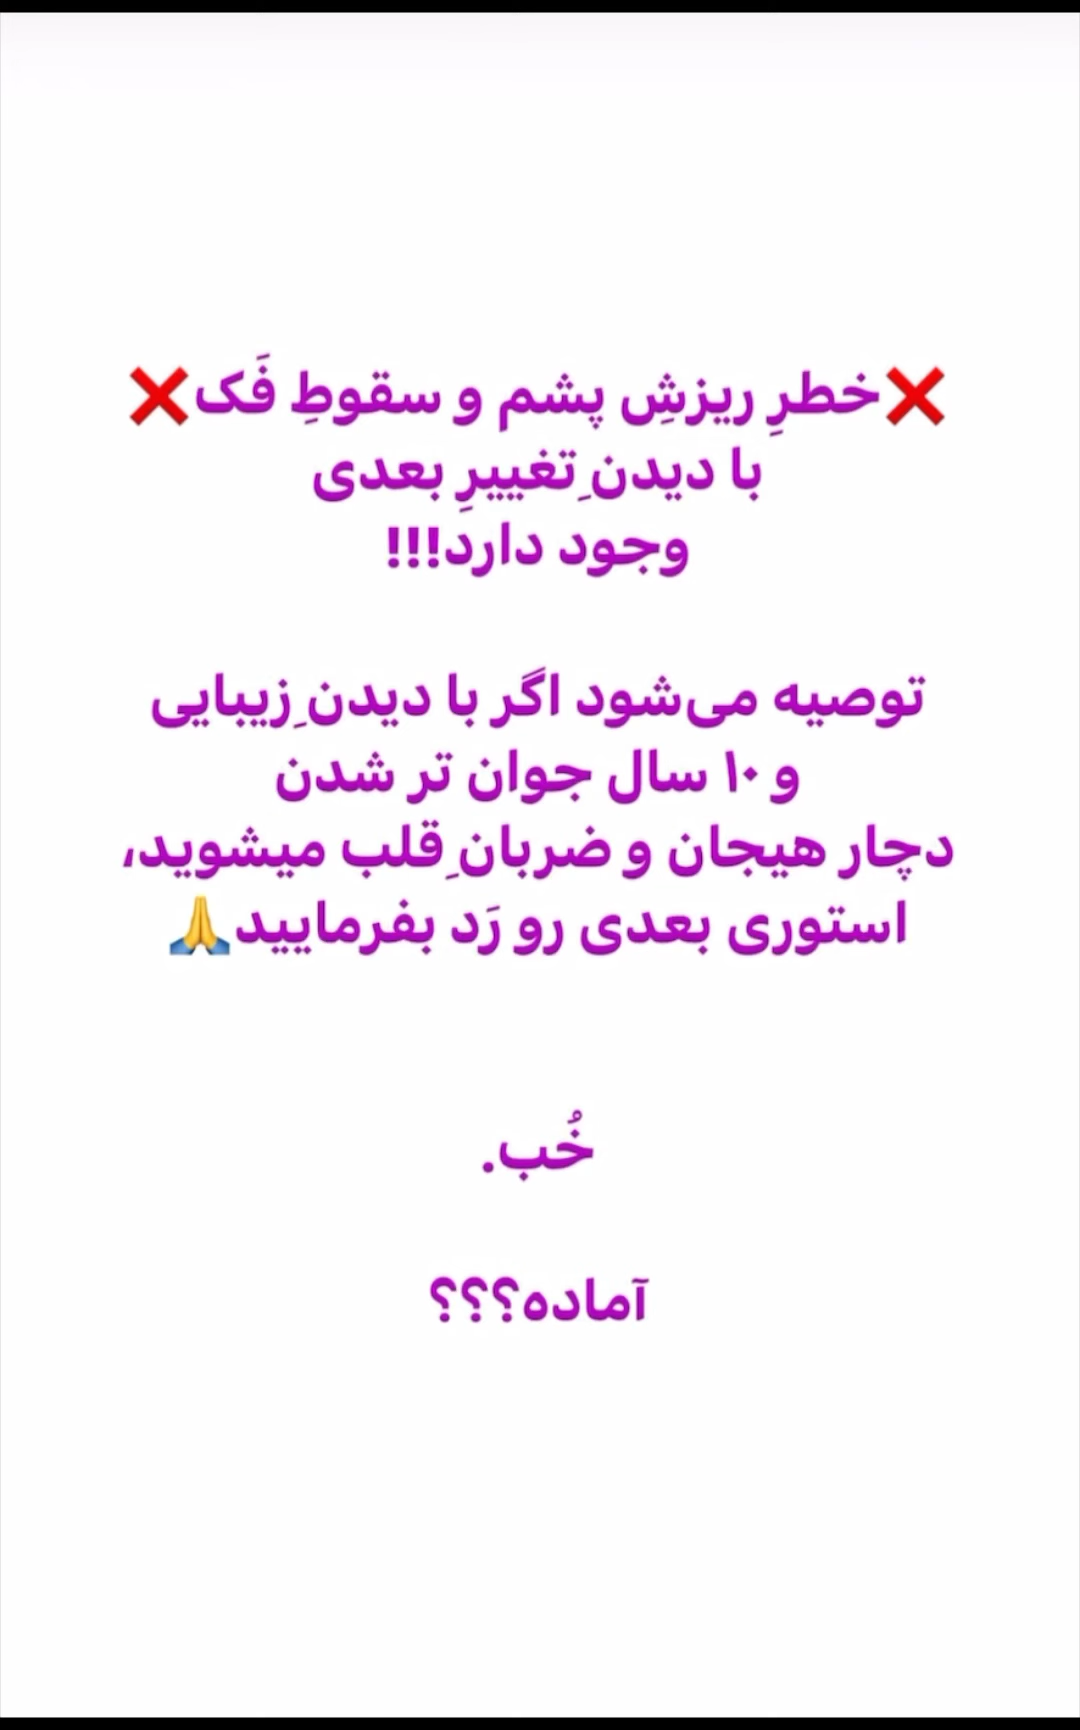 ❌خطرِ ریزشِ پشم و سقوطِ فَک❌
با دیدنِ تغییرِ بعدی
وجود دارد!!!
توصیه می‌شود اگر با دیدنِ زیبایی
و ۱۰ سال جوان تر شدن
دچار هیجان و ضربانِ قلب میشوید،
استوری بعدی رو رَد بفرمایید🙏
خُب.
آماده؟؟؟